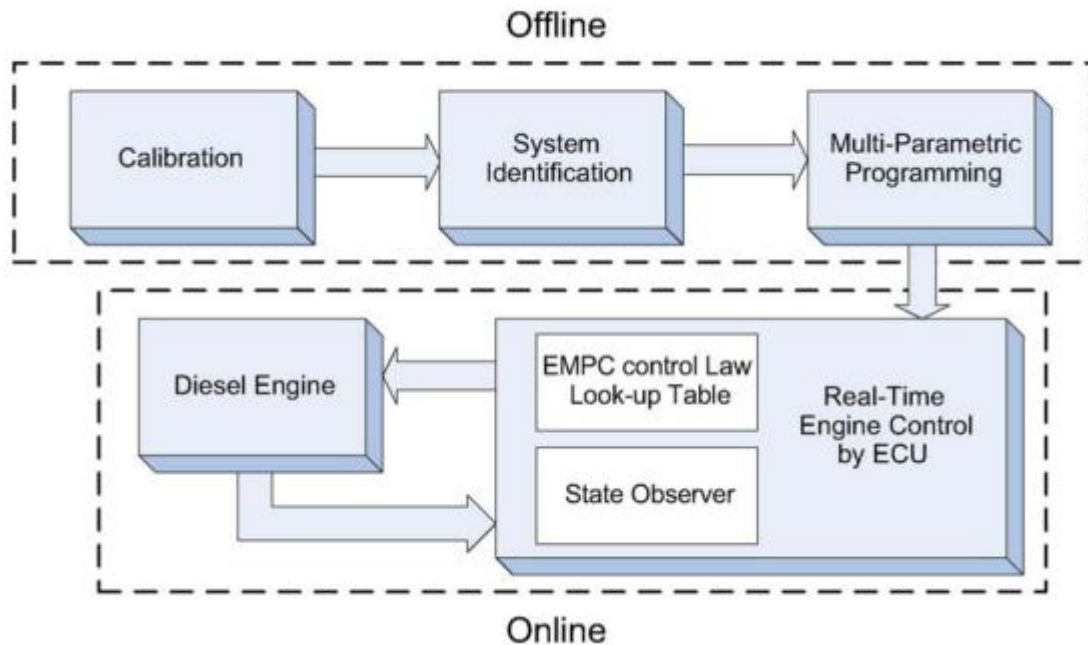 Offline
Calibration
System
Identification
Multi-Parametric
Programming
Diesel Engine
EMPC control Law
Look-up Table
State Observer
Real-Time
Engine Control
by ECU
Online